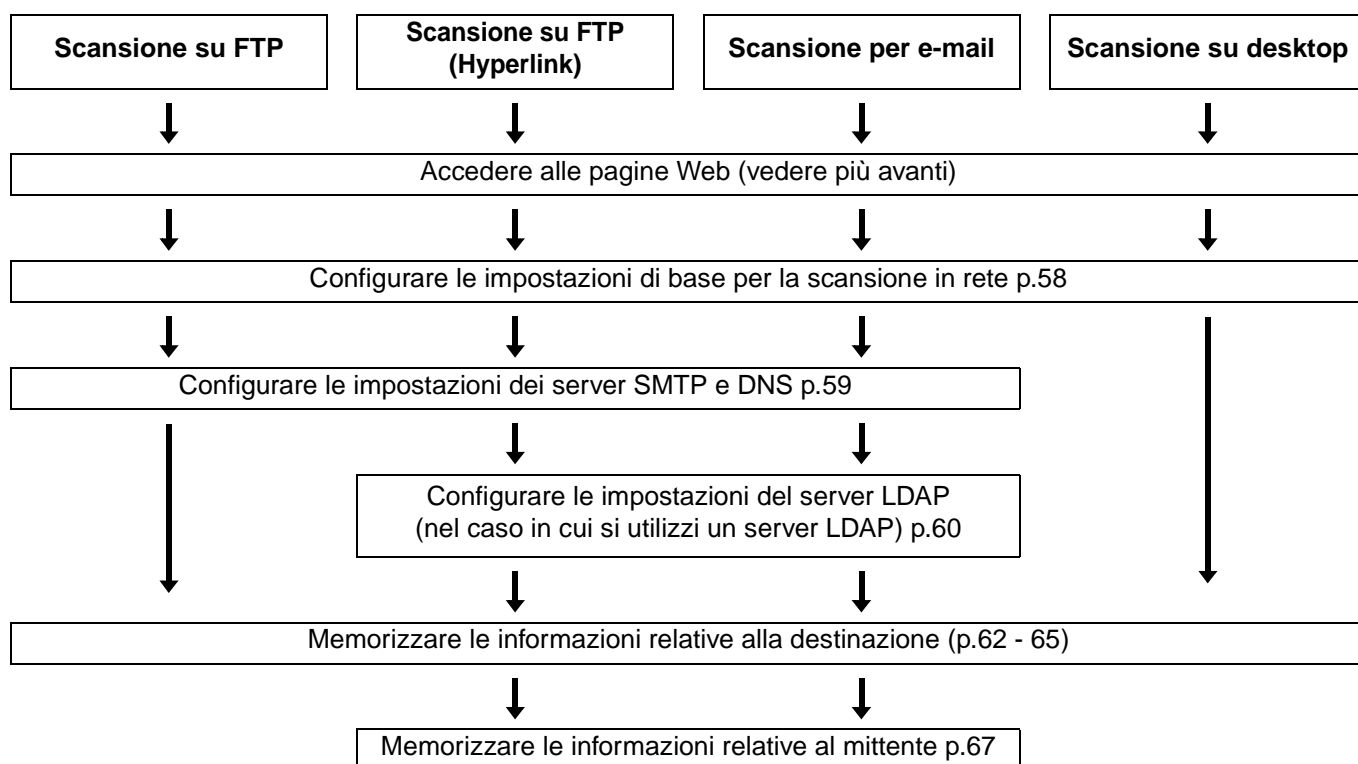 Scansione su FTP
Scansione su FTP
(Hyperlink)
Scansione per e-mail
Scansione su desktop
Accedere alle pagine Web (vedere più avanti)
Configurare le impostazioni di base per la scansione in rete p.58
Configurare le impostazioni dei server SMTP e DNS p.59
Configurare le impostazioni del server LDAP
(nel caso in cui si utilizzi un server LDAP) p.60
Memorizzare le informazioni relative alla destinazione (p.62 - 65)
Memorizzare le informazioni relative al mittente p.67